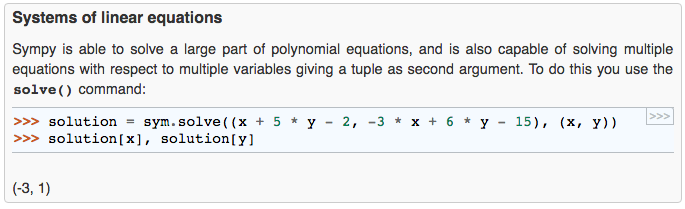 Systems of linear equations
Sympy is able to solve a large part of polynomial equations, and is also capable of solving multiple
equations with respect to multiple variables giving a tuple as second argument. To do this you use the
solve() command:
>>>
>>> solution = sym.solve((x + 5 * y - 2, -3 * x + 6 * y - 15), (x, y))
>>> solution[x], solution[y]
(-3, 1)